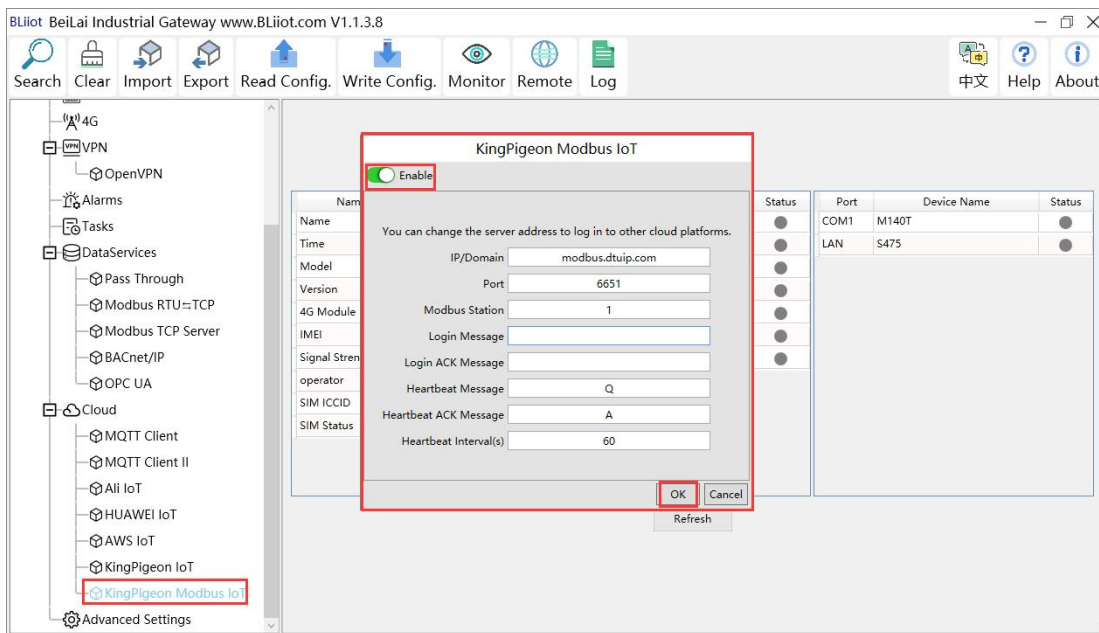 BLiiot BeiLai Industrial Gateway www.BLiiot.com V1.1.3.8
Search Clear Import Export Read Config. Write Config. Monitor Remote Log 中文 Help About
4G
VPN
VPN
OpenVPN
Alarms
Tasks
DataServices
Pass Through
Modbus RTU⇆TCP
Modbus TCP Server
BACnet/IP
OPC UA
Cloud
MQTT Client
MQTT Client II
Ali IoT
HUAWEI IoT
AWS IoT
KingPigeon IoT
KingPigeon Modbus IoT
Advanced Settings
Name
Time
Model
Version
4G Module
IMEI
operator
SIM ICCID
SIM Status
KingPigeon Modbus IoT
Enable
You can change the server address to log in to other cloud platforms.
IP/Domain modbus.dtuip.com
Port 6651
Modbus Station 1
Login Message
Login ACK Message
Heartbeat Message Q
Heartbeat ACK Message A
Heartbeat Interval(s) 60
OK Cancel
Refresh
Status
Port Device Name Status
COM1 M140T
LAN S475